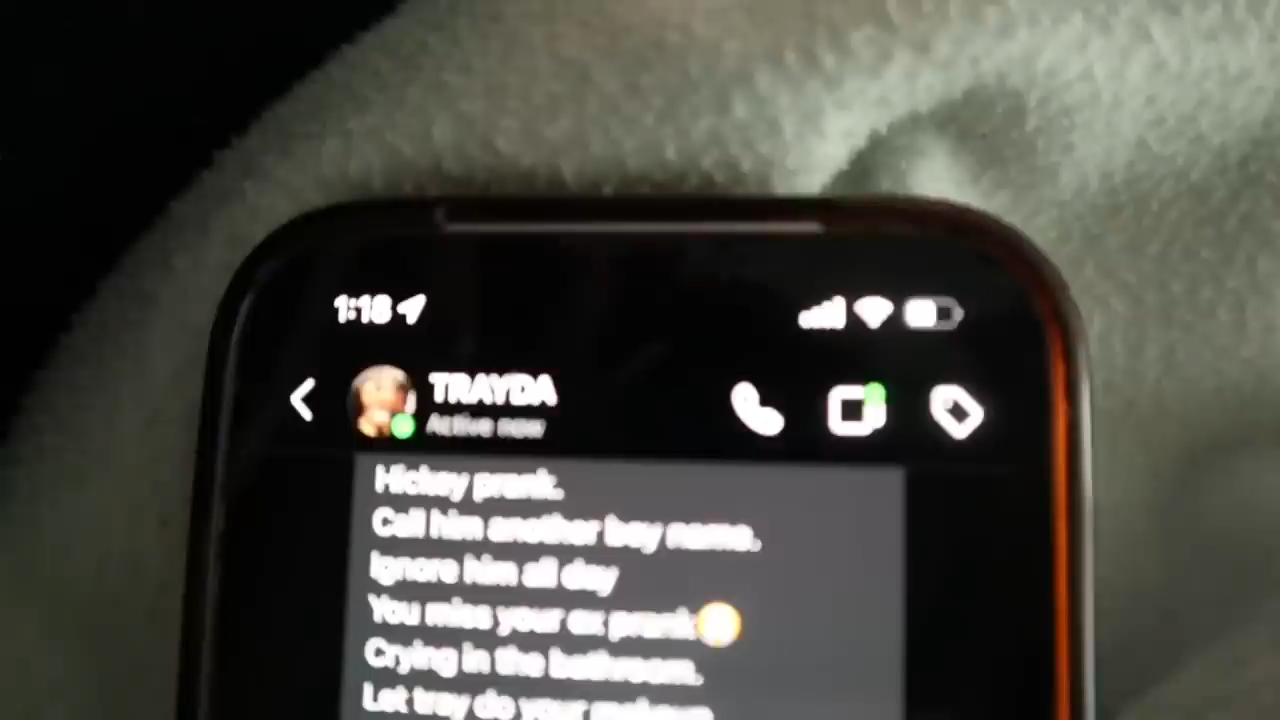 1:18
TRAYDA
Active now
Hickey prank.
Call him another boy name.
Ignore him all day
You miss your ex prank
Crying in the bathroom.
Let tray do your makeup